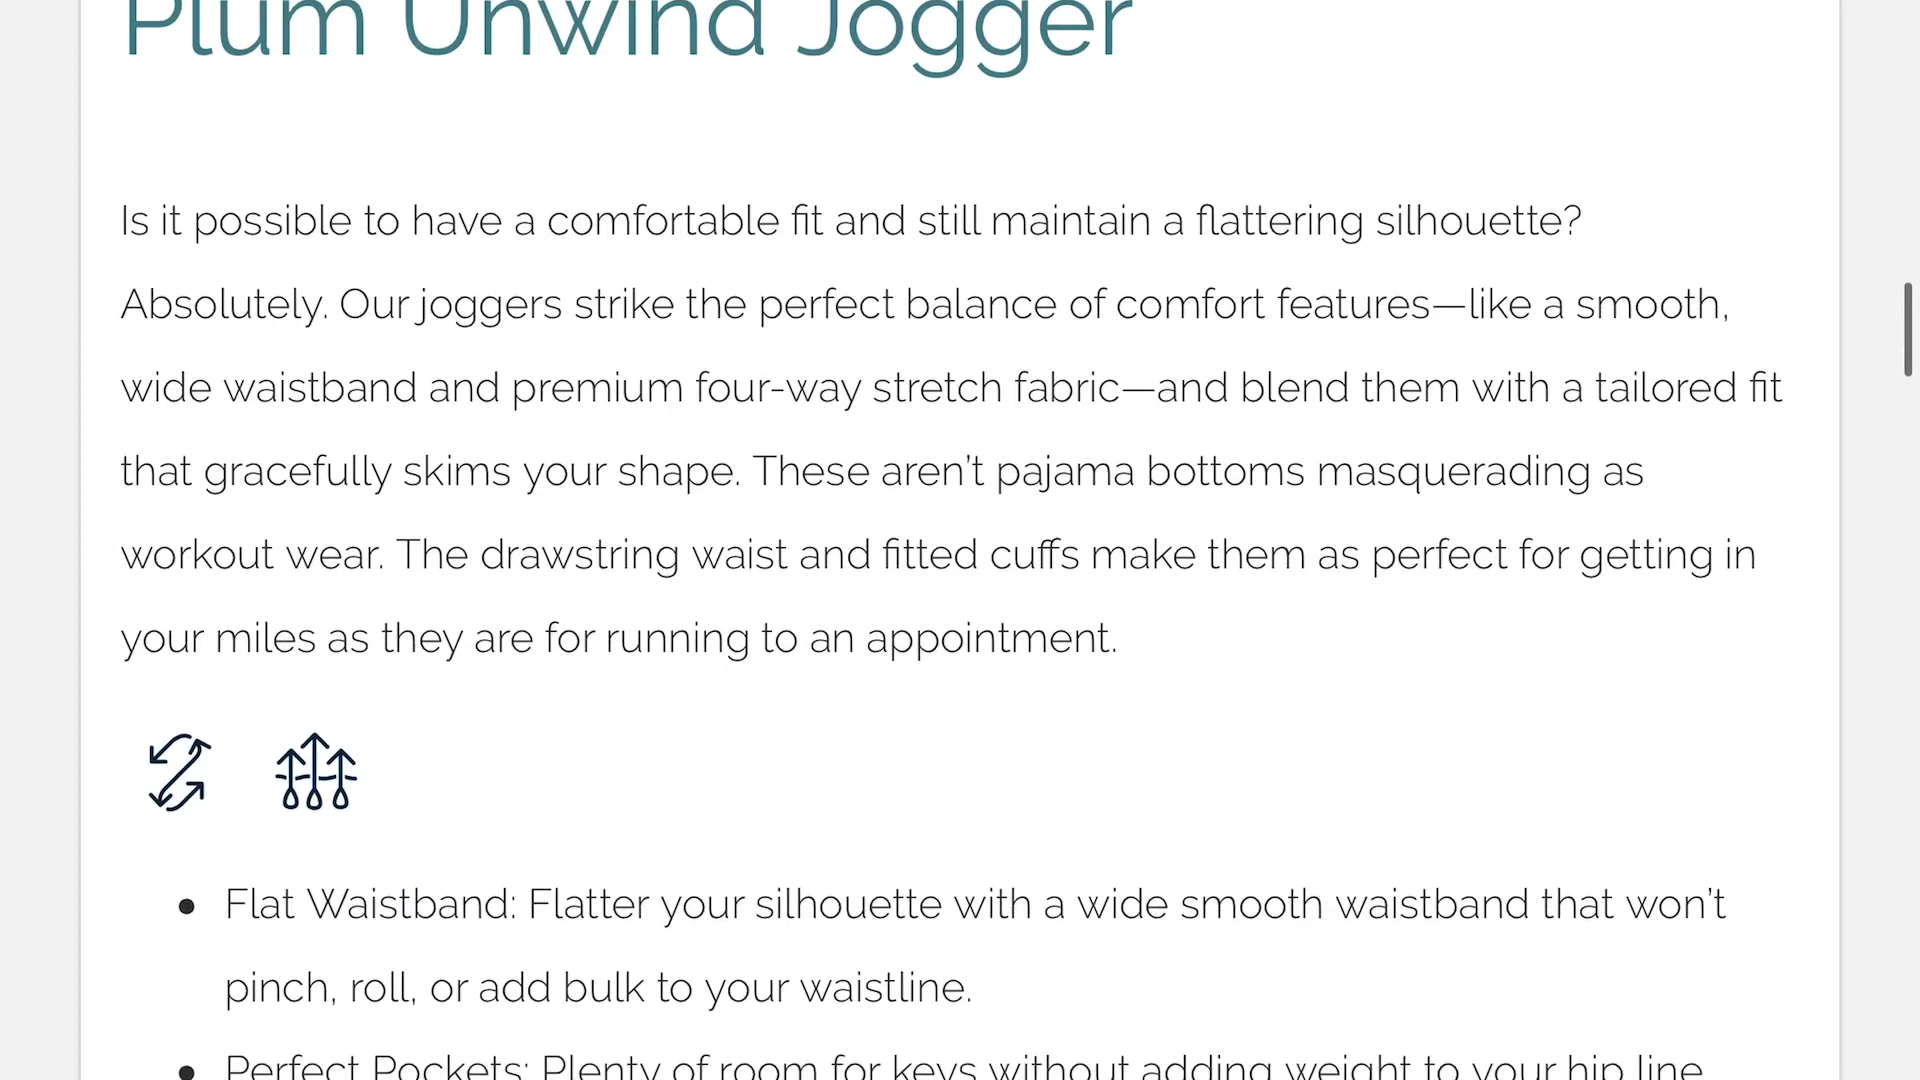 Plum Unwind Jogger
Is it possible to have a comfortable fit and still maintain a flattering silhouette?
Absolutely. Our joggers strike the perfect balance of comfort features—like a smooth,
wide waistband and premium four-way stretch fabric—and blend them with a tailored fit
that gracefully skims your shape. These aren't pajama bottoms masquerading as
workout wear. The drawstring waist and fitted cuffs make them as perfect for getting in
your miles as they are for running to an appointment.
• Flat Waistband: Flatter your silhouette with a wide smooth waistband that won't
pinch, roll, or add bulk to your waistline.
• Perfect Pockets: Plenty of room for keys without adding weight to your hip line